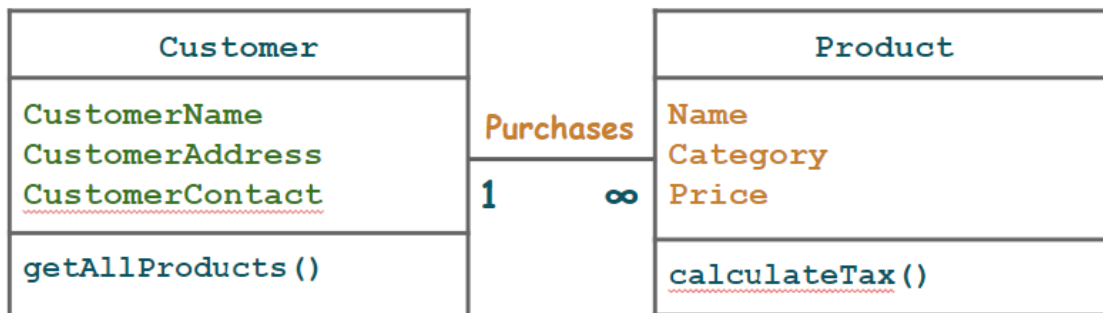 Customer
CustomerName
CustomerAddress
CustomerContact
getAllProducts()
Purchases
1 ∞
Product
Name
Category
Price
calculateTax()